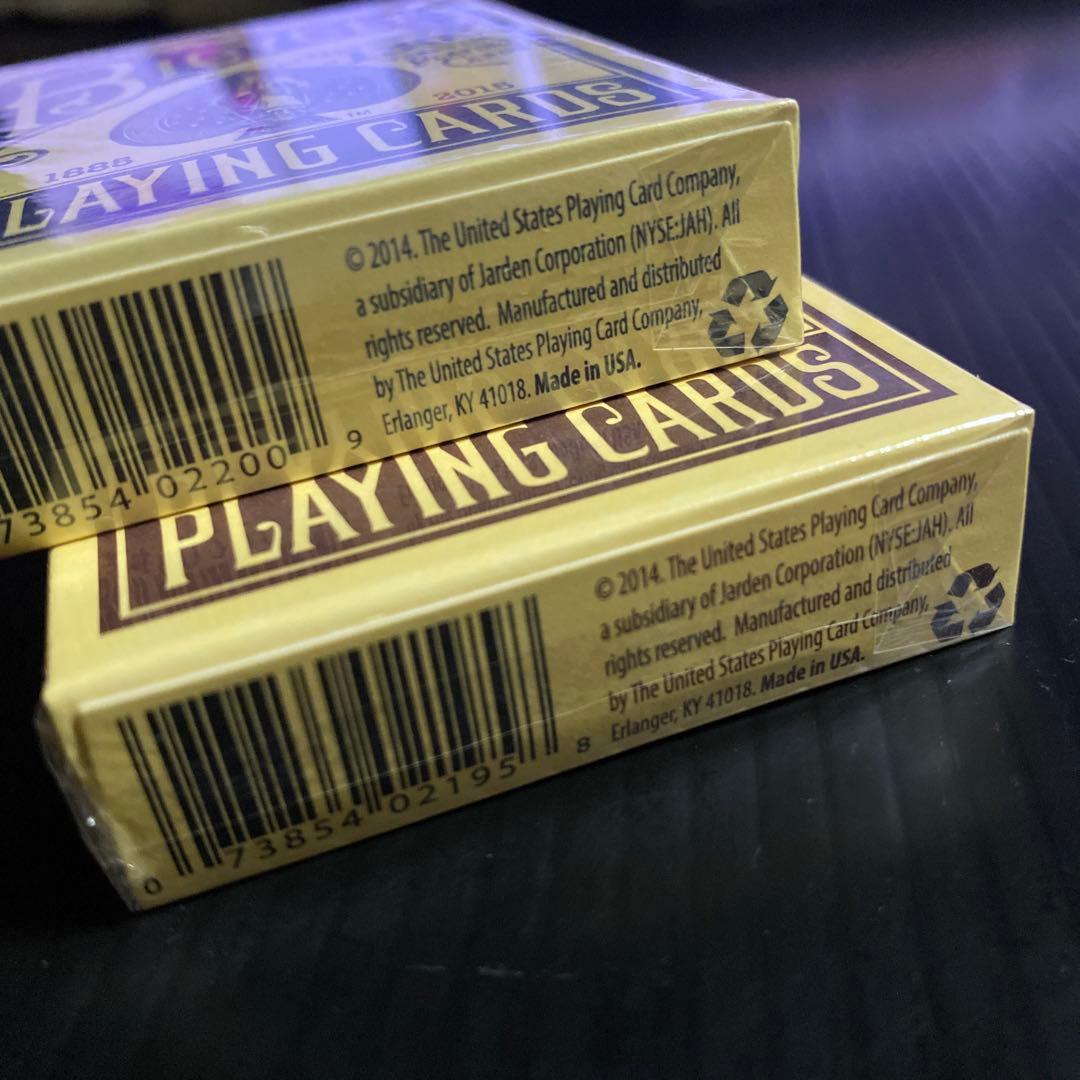 1885
2015
™
PLAYING CARDS
© 2014. The United States Playing Card Company,
a subsidiary of Jarden Corporation (NYSE:JAH). All
rights reserved. Manufactured and distributed
by The United States Playing Card Company,
Erlanger, KY 41018. Made in USA.
73854 02200 9
PLAYING CARDS
© 2014. The United States Playing Card Company,
a subsidiary of Jarden Corporation (NYSE:JAH). All
rights reserved. Manufactured and distributed
by The United States Playing Card Company,
Erlanger, KY 41018. Made in USA.
0 73854 02195 8